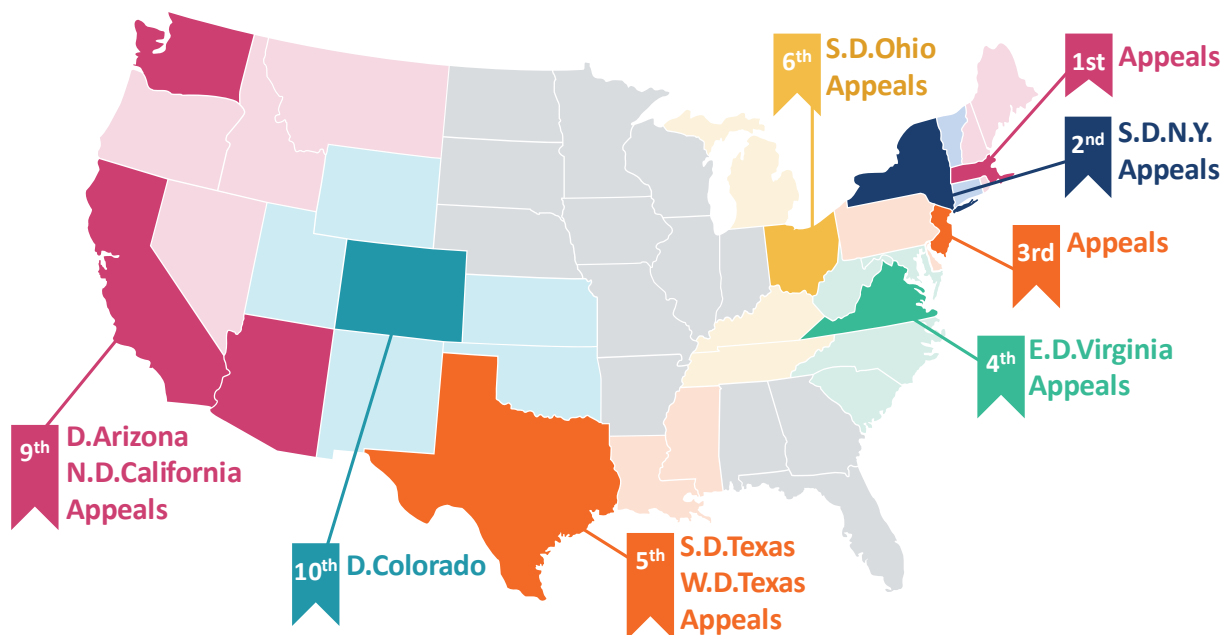 6th
S.D.Ohio
Appeals
1st
Appeals
2nd
S.D.N.Y.
Appeals
3rd
Appeals
4th
E.D.Virginia
Appeals
9th
D.Arizona
N.D.California
Appeals
10th
D.Colorado
5th
S.D.Texas
W.D.Texas
Appeals